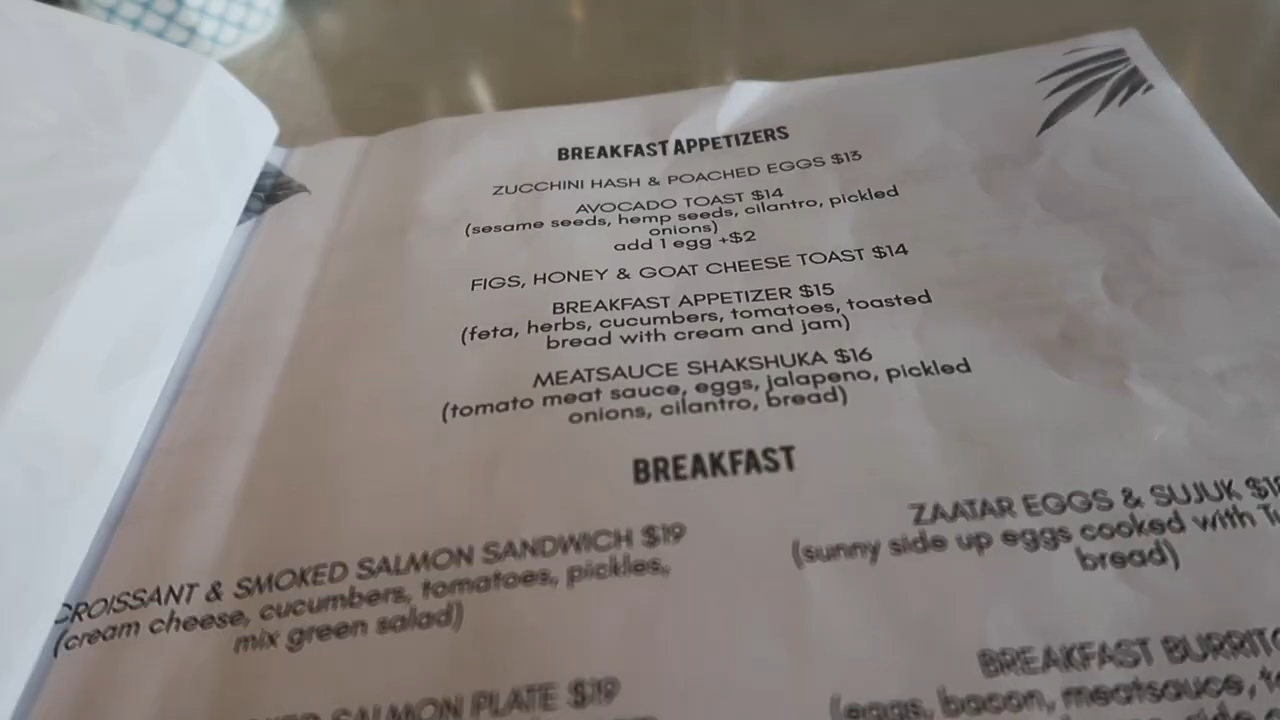 BREAKFAST APPETIZERS
ZUCCHINI HASH & POACHED EGGS $13
AVOCADO TOAST $14
(sesame seeds, hemp seeds, cilantro, pickled
onions)
add 1 egg +$2
FIGS, HONEY & GOAT CHEESE TOAST $14
BREAKFAST APPETIZER $15
(feta, herbs, cucumbers, tomatoes, toasted
bread with cream and jam)
MEATSAUCE SHAKSHUKA $16
(tomato meat sauce, eggs, jalapeno, pickled
onions, cilantro, bread)
BREAKFAST
CROISSANT & SMOKED SALMON SANDWICH $19
(cream cheese, cucumbers, tomatoes, pickles,
mix green salad)
SALMON PLATE $19
ZAATAR EGGS & SUJUK
(sunny side up eggs cooked with
bread)
BREAKFAST BURRITO
(eggs, bacon, meatsauce,